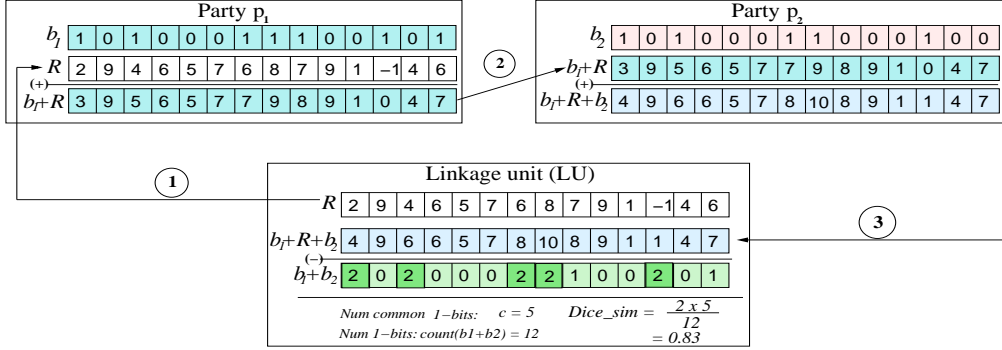 Party p1
b1 1 0 1 0 0 0 1 1 1 0 0 1 0 1
R 2 9 4 6 5 7 6 8 7 9 1 −1 4 6
(+)
b1+R 3 9 5 6 5 7 7 9 8 9 1 0 4 7
2
Party p2
b2 1 0 1 0 0 0 1 1 0 0 0 1 0 0
b1+R 3 9 5 6 5 7 7 9 8 9 1 0 4 7
(+)
b1+R+b2 4 9 6 6 5 7 8 10 8 9 1 1 4 7
1
Linkage unit (LU)
R 2 9 4 6 5 7 6 8 7 9 1 −1 4 6
3
b1+R+b2 4 9 6 6 5 7 8 10 8 9 1 1 4 7
(−)
b1+b2 2 0 2 0 0 0 2 2 1 0 0 2 0 1
Num common 1−bits: c = 5
Num 1−bits: count(b1+b2) = 12
Dice_sim = 2 x 5
12
= 0.83